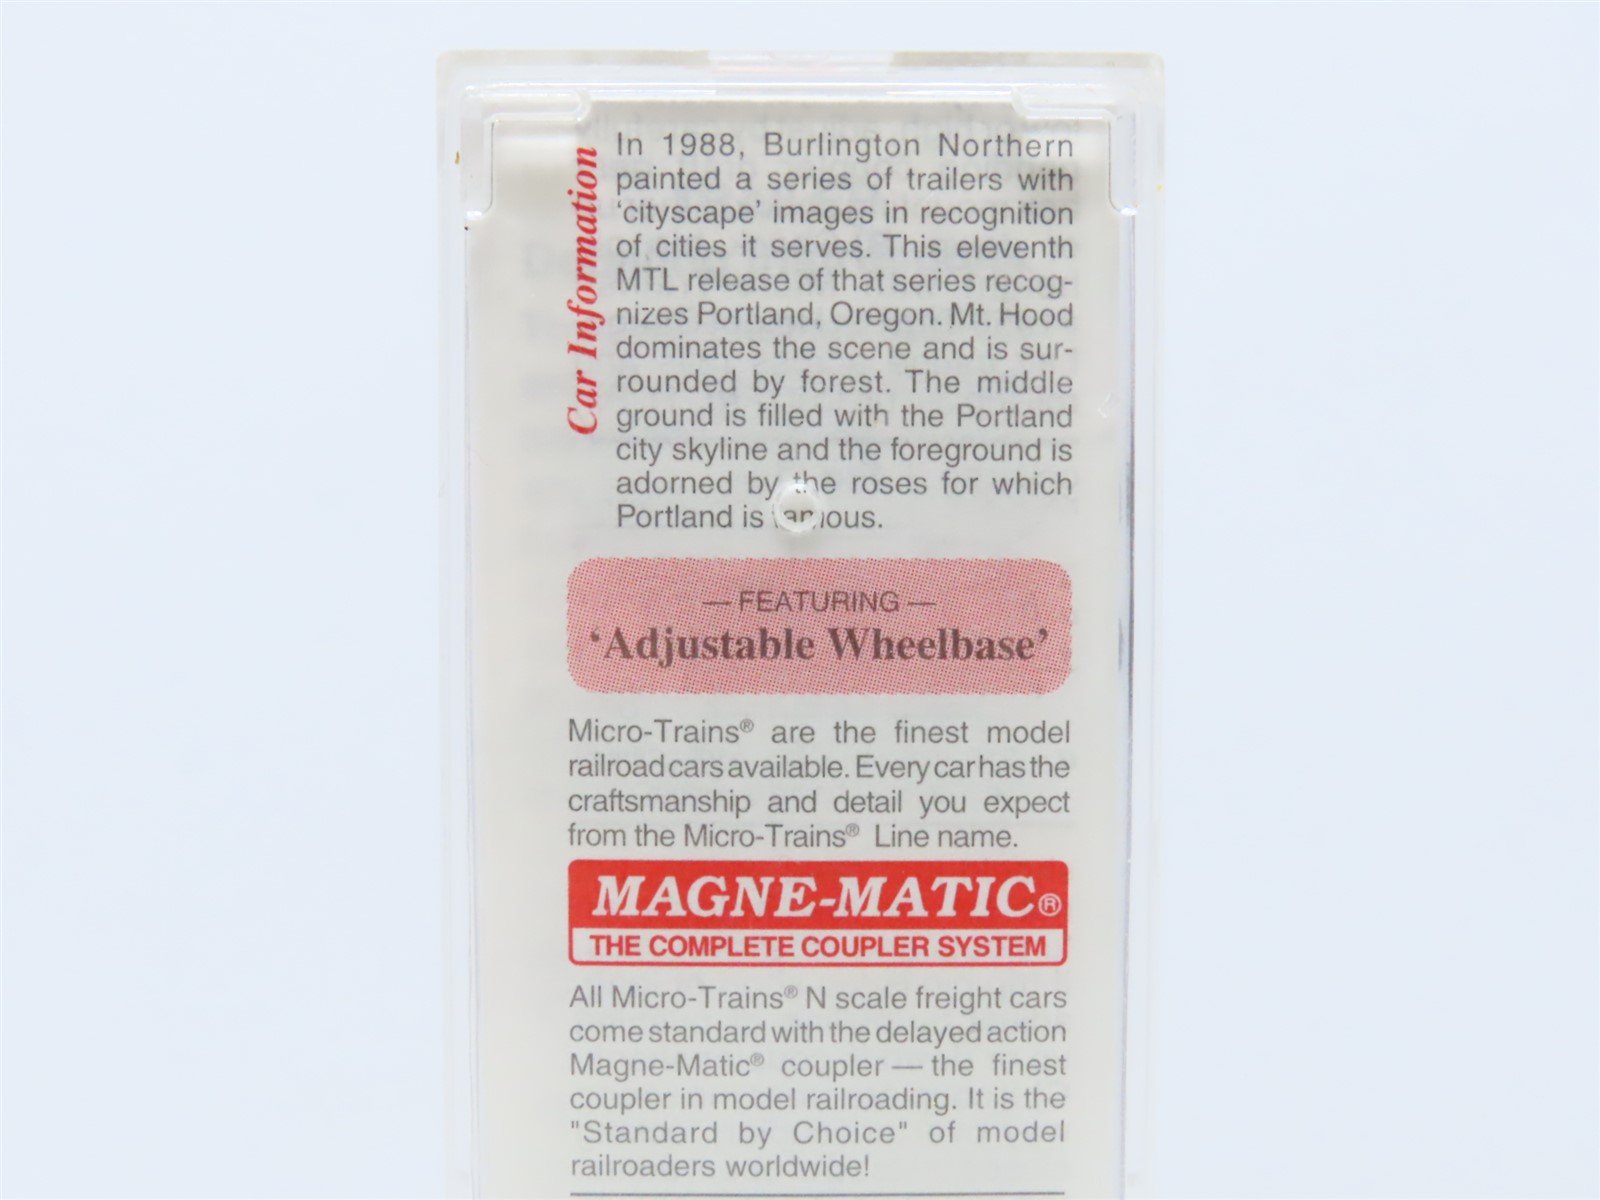 Car Information
In 1988, Burlington Northern
painted a series of trailers with
‘cityscape’ images in recognition
of cities it serves. This eleventh
MTL release of that series recog-
nizes Portland, Oregon. Mt. Hood
dominates the scene and is sur-
rounded by forest. The middle
ground is filled with the Portland
city skyline and the foreground is
adorned by the roses for which
Portland is famous.
— FEATURING —
‘Adjustable Wheelbase’
Micro-Trains® are the finest model
railroad cars available. Every car has the
craftsmanship and detail you expect
from the Micro-Trains® Line name.
MAGNE-MATIC®
THE COMPLETE COUPLER SYSTEM
All Micro-Trains® N scale freight cars
come standard with the delayed action
Magne-Matic® coupler — the finest
coupler in model railroading. It is the
"Standard by Choice" of model
railroaders worldwide!